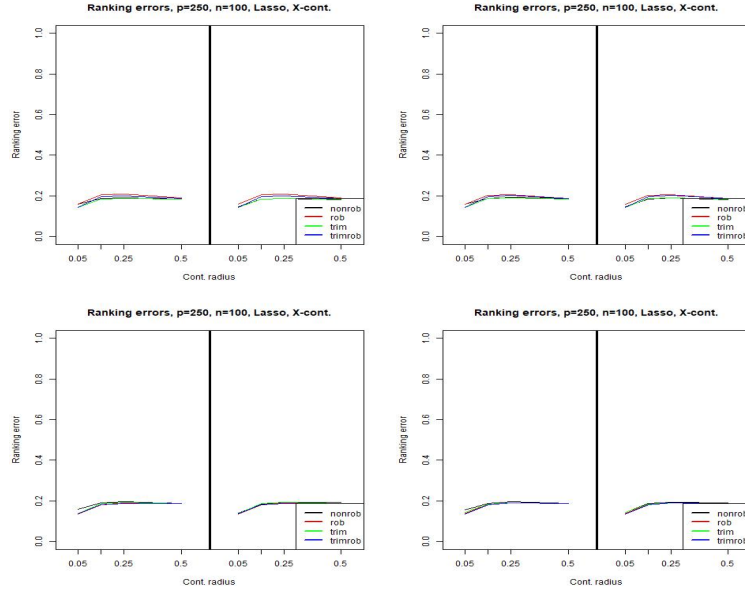 Ranking errors, p=250, n=100, Lasso, X-cont.
Ranking error
0.0
0.2
0.4
0.6
0.8
1.0
0.05
0.25
0.5
0.05
0.25
0.5
Cont. radius
nonrob
rob
trim
trimrob
Ranking errors, p=250, n=100, Lasso, X-cont.
Ranking error
0.0
0.2
0.4
0.6
0.8
1.0
0.05
0.25
0.5
0.05
0.25
0.5
Cont. radius
nonrob
rob
trim
trimrob
Ranking errors, p=250, n=100, Lasso, X-cont.
Ranking error
0.0
0.2
0.4
0.6
0.8
1.0
0.05
0.25
0.5
0.05
0.25
0.5
Cont. radius
nonrob
rob
trim
trimrob
Ranking errors, p=250, n=100, Lasso, X-cont.
Ranking error
0.0
0.2
0.4
0.6
0.8
1.0
0.05
0.25
0.5
0.05
0.25
0.5
Cont. radius
nonrob
rob
trim
trimrob